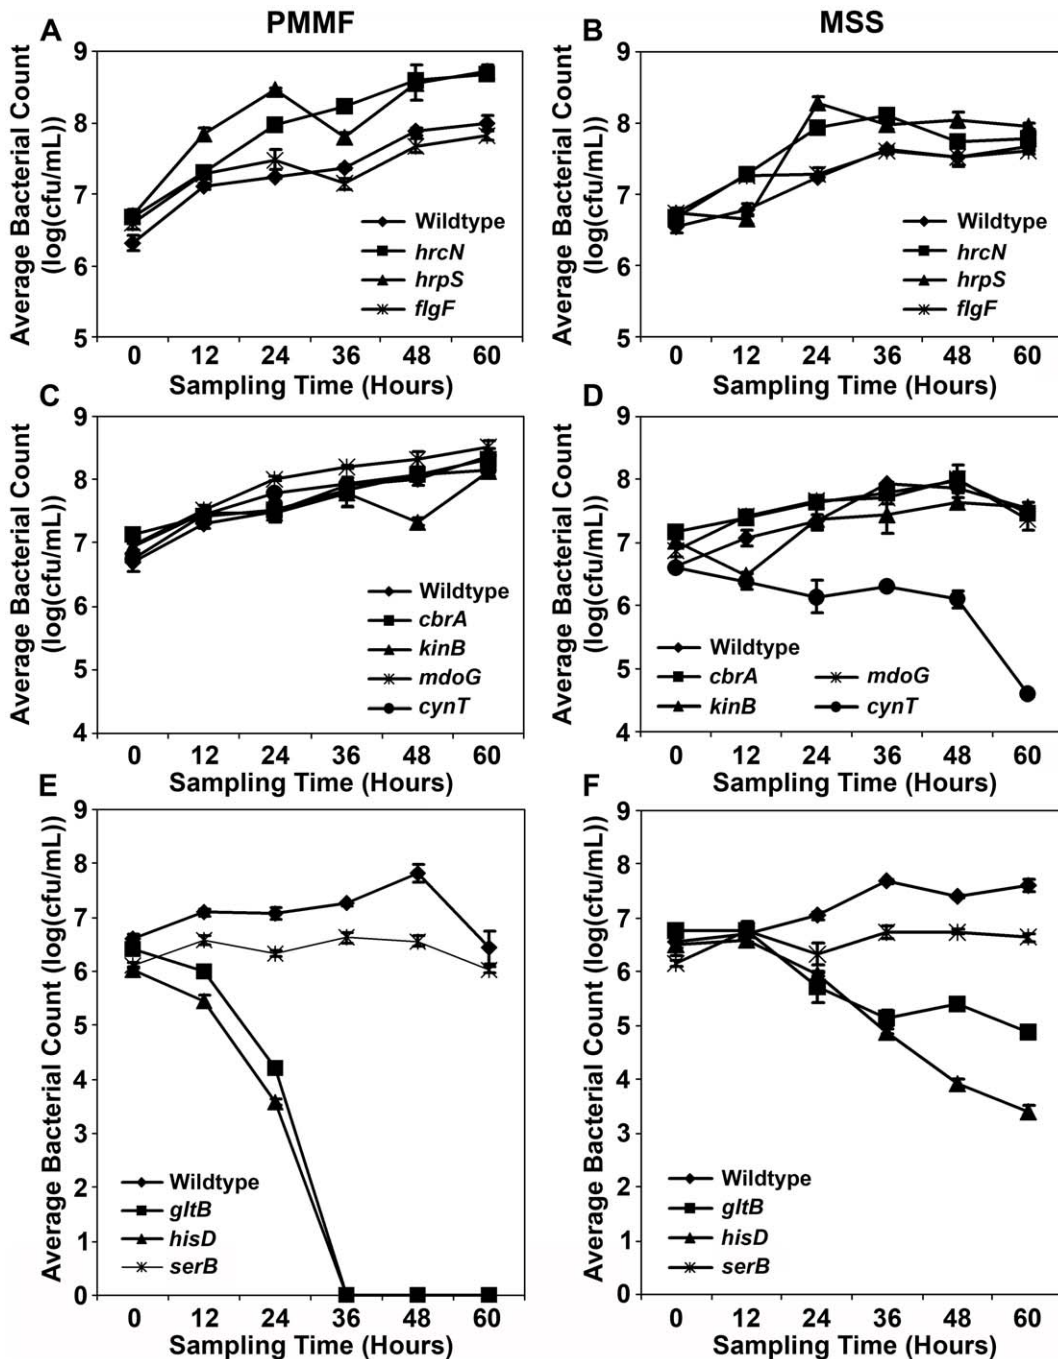 PMMF
MSS
A
Average Bacterial Count
(log(cfu/mL))
9
8
7
6
5
Wildtype
hrcN
hrpS
flgF
0 12 24 36 48 60
Sampling Time (Hours)
B
Average Bacterial Count
(log(cfu/mL))
9
8
7
6
5
Wildtype
hrcN
hrpS
flgF
0 12 24 36 48 60
Sampling Time (Hours)
C
Average Bacterial Count
(log(cfu/mL))
9
8
7
6
5
4
Wildtype
cbrA
kinB
mdoG
cynT
0 12 24 36 48 60
Sampling Time (Hours)
D
Average Bacterial Count
(log(cfu/mL))
9
8
7
6
5
4
Wildtype
cbrA mdoG
kinB cynT
0 12 24 36 48 60
Sampling Time (Hours)
E
Average Bacterial Count (log(cfu/mL))
9
8
7
6
5
4
3
2
1
0
Wildtype
gltB
hisD
serB
0 12 24 36 48 60
Sampling Time (Hours)
F
Average Bacterial Count (log(cfu/mL))
9
8
7
6
5
4
3
2
1
0
Wildtype
gltB
hisD
serB
0 12 24 36 48 60
Sampling Time (Hours)